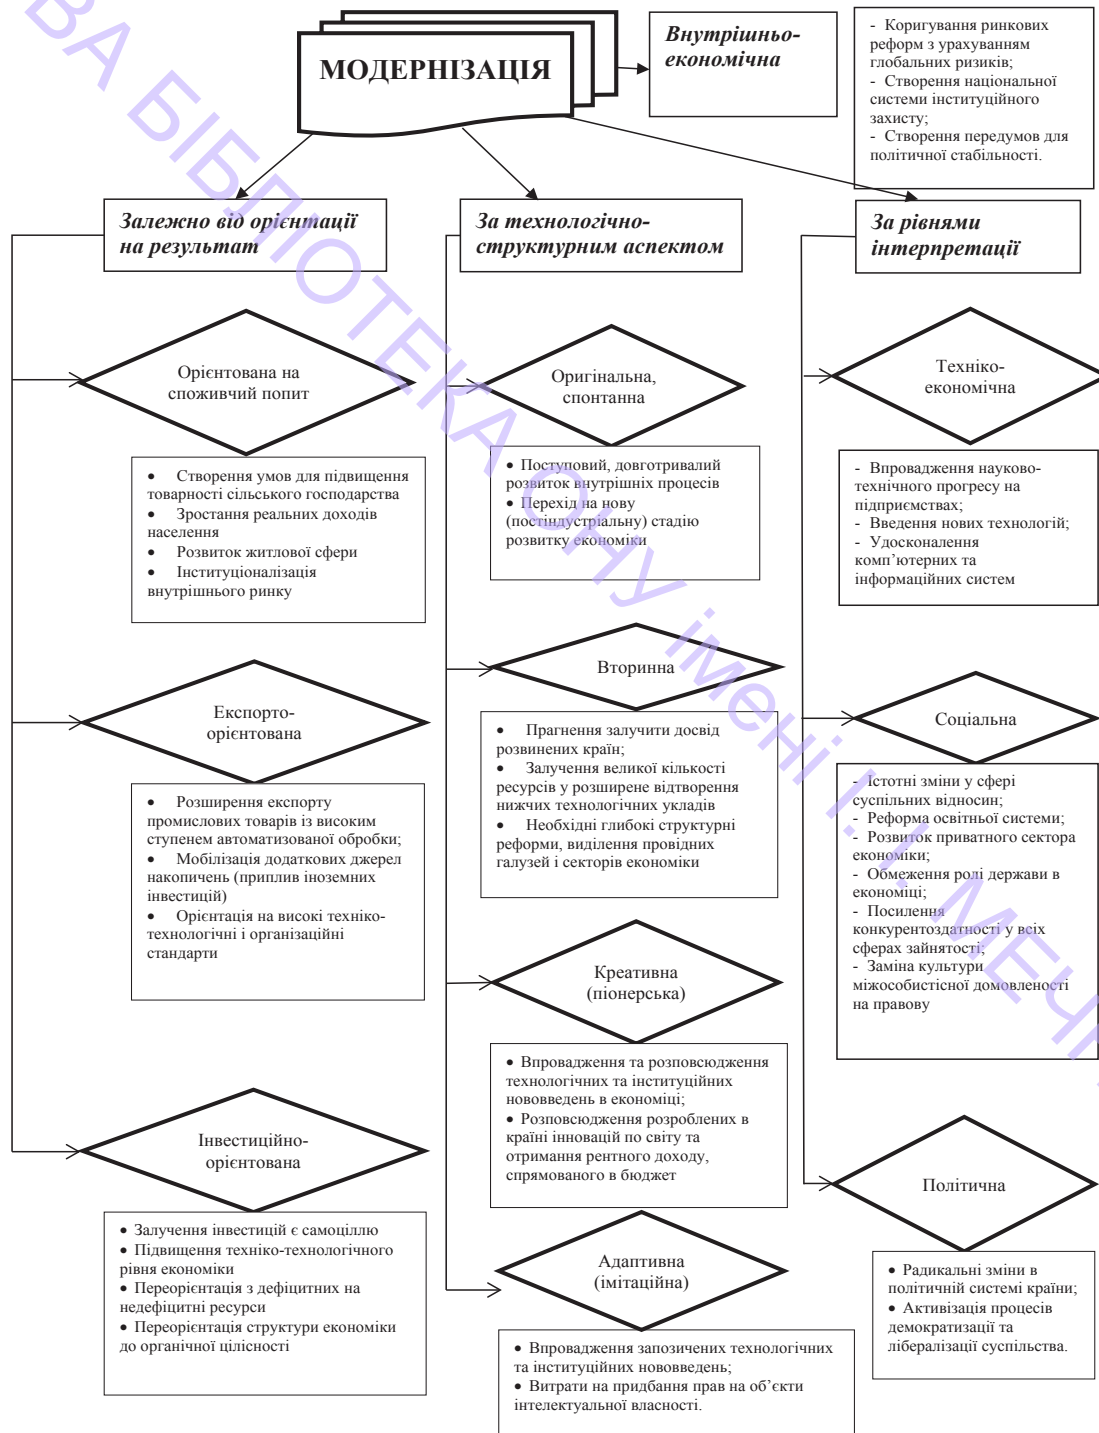 МОДЕРНІЗАЦІЯ
Внутрішньо-
економічна
- Коригування ринкових
реформ з урахуванням
глобальних ризиків;
- Створення національної
системи інституційного
захисту;
- Створення передумов для
політичної стабільності.
Залежно від орієнтації
на результат
За технологічно-
структурним аспектом
За рівнями
інтерпретації
Орієнтована на
споживчий попит
• Створення умов для підвищення
товарності сільського господарства
• Зростання реальних доходів
населення
• Розвиток житлової сфери
• Інституціоналізація
внутрішнього ринку
Експорто-
орієнтована
• Розширення експорту
промислових товарів із високим
ступенем автоматизованої обробки;
• Мобілізація додаткових джерел
накопичень (приплив іноземних
інвестицій)
• Орієнтація на високі техніко-
технологічні і організаційні
стандарти
Інвестиційно-
орієнтована
• Залучення інвестицій є самоціллю
• Підвищення техніко-технологічного
рівня економіки
• Переорієнтація з дефіцитних на
недефіцитні ресурси
• Переорієнтація структури економіки
до органічної цілісності
Оригінальна,
спонтанна
• Поступовий, довготривалий
розвиток внутрішніх процесів
• Перехід на нову
(постіндустріальну) стадію
розвитку економіки
Вторинна
• Прагнення залучити досвід
розвинених країн;
• Залучення великої кількості
ресурсів у розширене відтворення
нижчих технологічних укладів
• Необхідні глибокі структурні
реформи, виділення провідних
галузей і секторів економіки
Креативна
(піонерська)
• Впровадження та розповсюдження
технологічних та інституційних
нововведень в економіці;
• Розповсюдження розроблених в
країні інновацій по світу та
отримання рентного доходу,
спрямованого в бюджет
Адаптивна
(імітаційна)
• Впровадження запозичених технологічних
та інституційних нововведень;
• Витрати на придбання прав на об’єкти
інтелектуальної власності.
Техніко-
економічна
- Впровадження науково-
технічного прогресу на
підприємствах;
- Введення нових технологій;
- Удосконалення
комп’ютерних та
інформаційних систем
Соціальна
- Істотні зміни у сфері
суспільних відносин;
- Реформа освітньої системи;
- Розвиток приватного сектора
економіки;
- Обмеження ролі держави в
економіці;
- Посилення
конкурентоздатності у всіх
сферах зайнятості;
- Заміна культури
міжособистісної домовленості
на правову
Політична
• Радикальні зміни в
політичній системі країни;
• Активізація процесів
демократизації та
лібералізації суспільства.
БІБЛІОТЕКА ОНУ імені І. І. МЕЧН